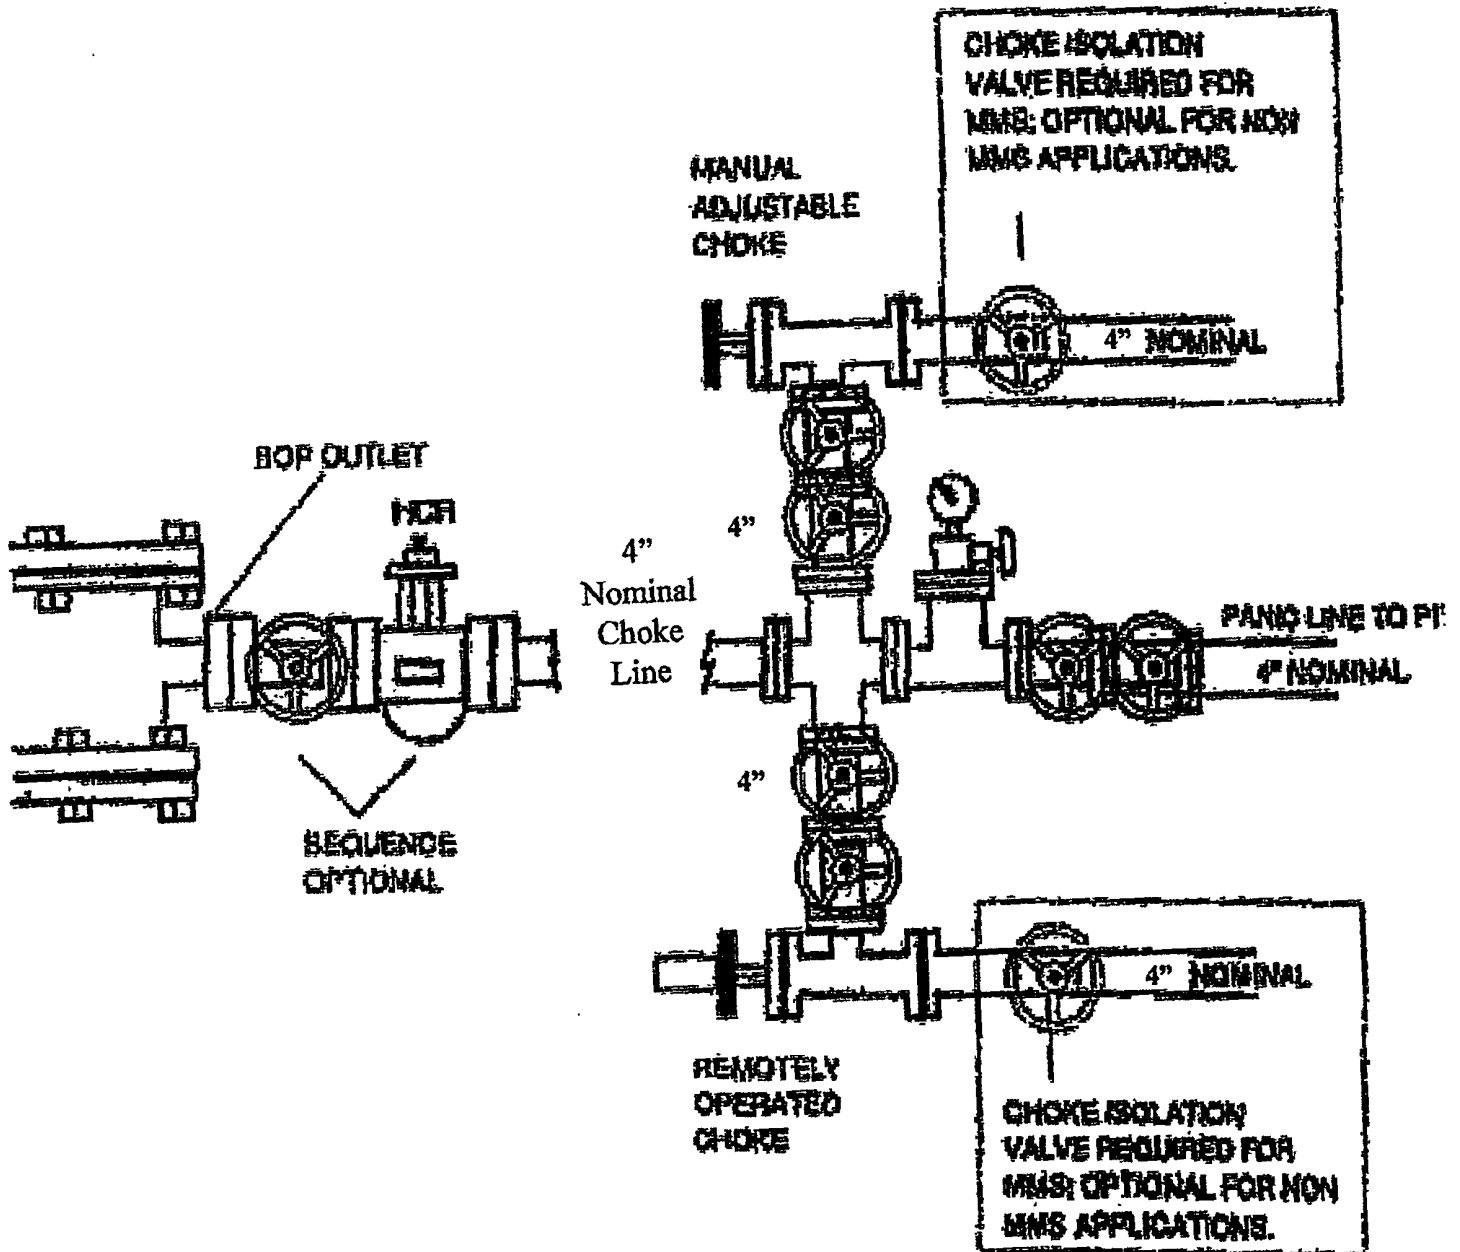 CHOKE ISOLATION
VALVE REQUIRED FOR
MMS; OPTIONAL FOR NON
MMS APPLICATIONS.
MANUAL
ADJUSTABLE
CHOKE
4" NOMINAL
BOP OUTLET
HCR
4"
4"
Nominal
Choke
Line
PANIC LINE TO PI
4" NOMINAL
4"
SEQUENCE
OPTIONAL
4" NOMINAL
REMOTELY
OPERATED
CHOKE
CHOKE ISOLATION
VALVE REQUIRED FOR
MMS; OPTIONAL FOR NON
MMS APPLICATIONS.